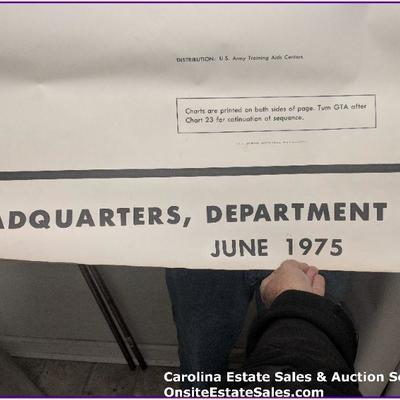 DISTRIBUTION: U.S. Army Training Aids Centers
Charts are printed on both sides of page. Turn GTA after
Chart 23 for catinuation of sequence.
ADQUARTERS, DEPARTMENT
JUNE 1975
Carolina Estate Sales & Auction Se
OnsiteEstateSales.com